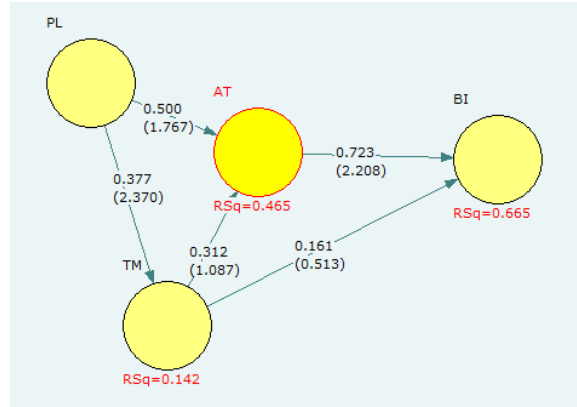 PL
AT
BI
0.500
(1.767)
0.723
(2.208)
0.377
(2.370)
RSq=0.465
RSq=0.665
0.312
(1.087)
0.161
(0.513)
TM
RSq=0.142